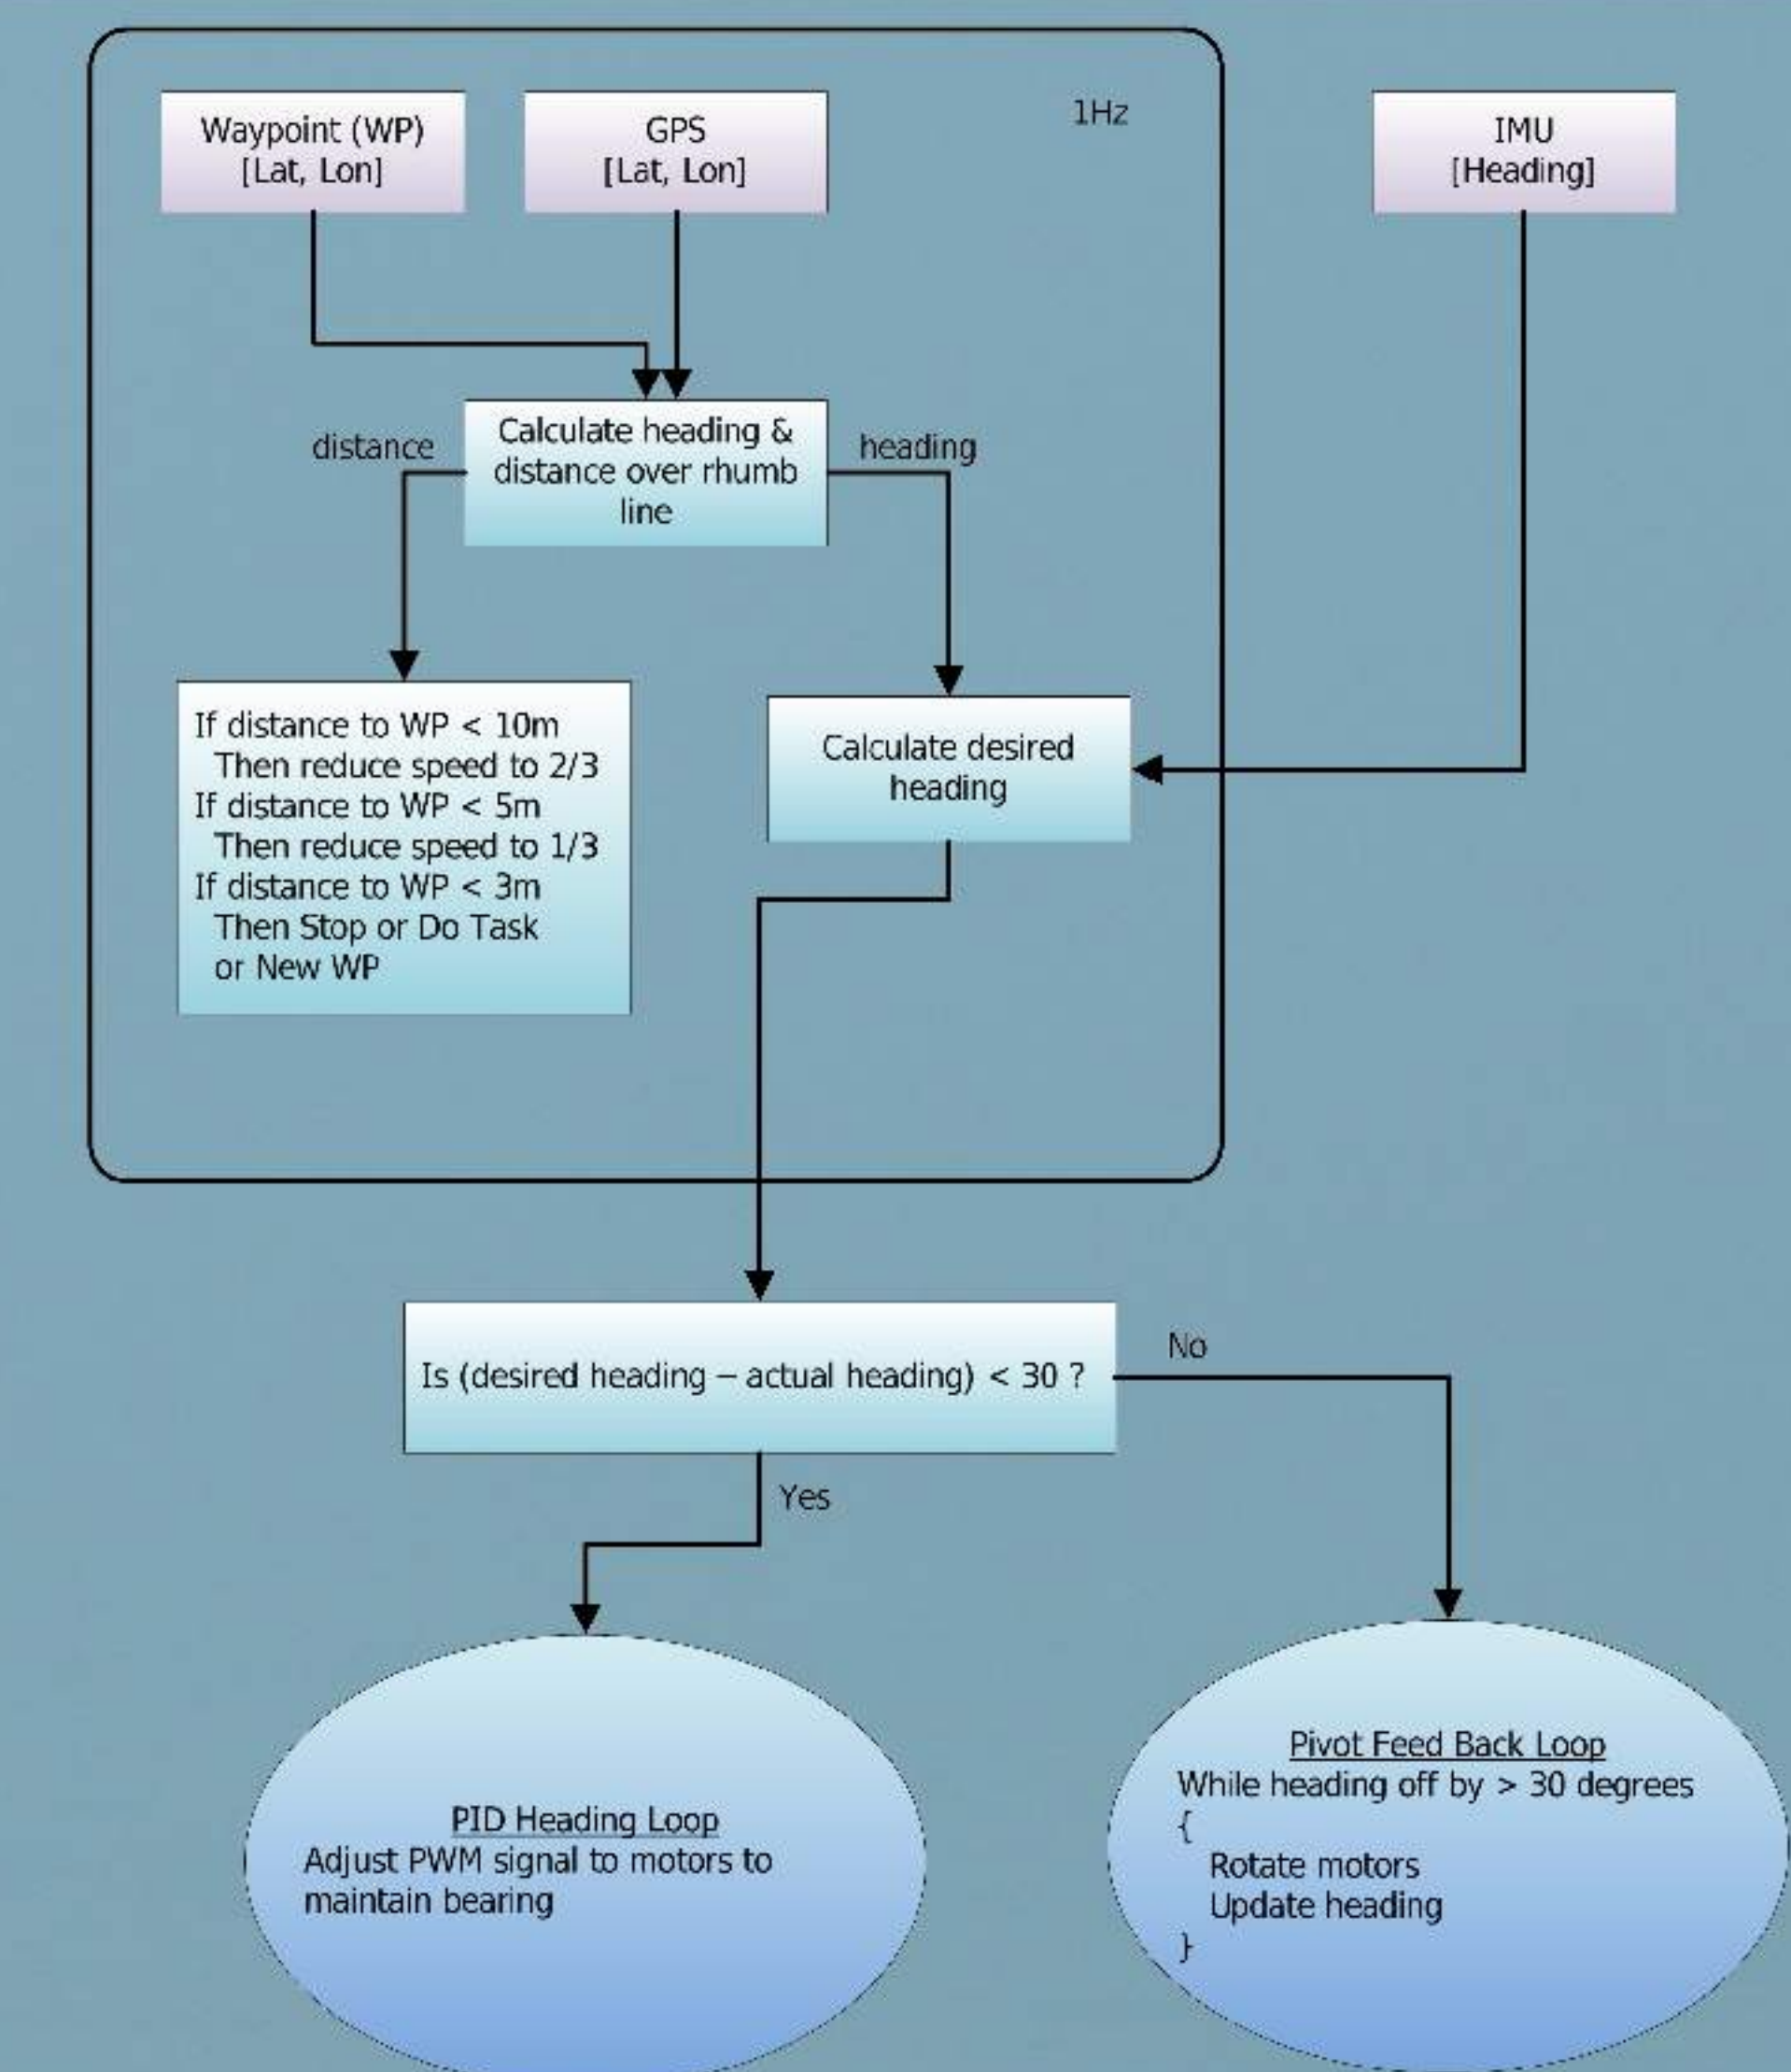 Waypoint (WP)
[Lat, Lon]
GPS
[Lat, Lon]
1Hz
IMU
[Heading]
distance
Calculate heading &
distance over rhumb
line
heading
If distance to WP < 10m
Then reduce speed to 2/3
If distance to WP < 5m
Then reduce speed to 1/3
If distance to WP < 3m
Then Stop or Do Task
or New WP
Calculate desired
heading
Is (desired heading – actual heading) < 30 ?
No
Yes
PID Heading Loop
Adjust PWM signal to motors to
maintain bearing
Pivot Feed Back Loop
While heading off by > 30 degrees
{
Rotate motors
Update heading
}